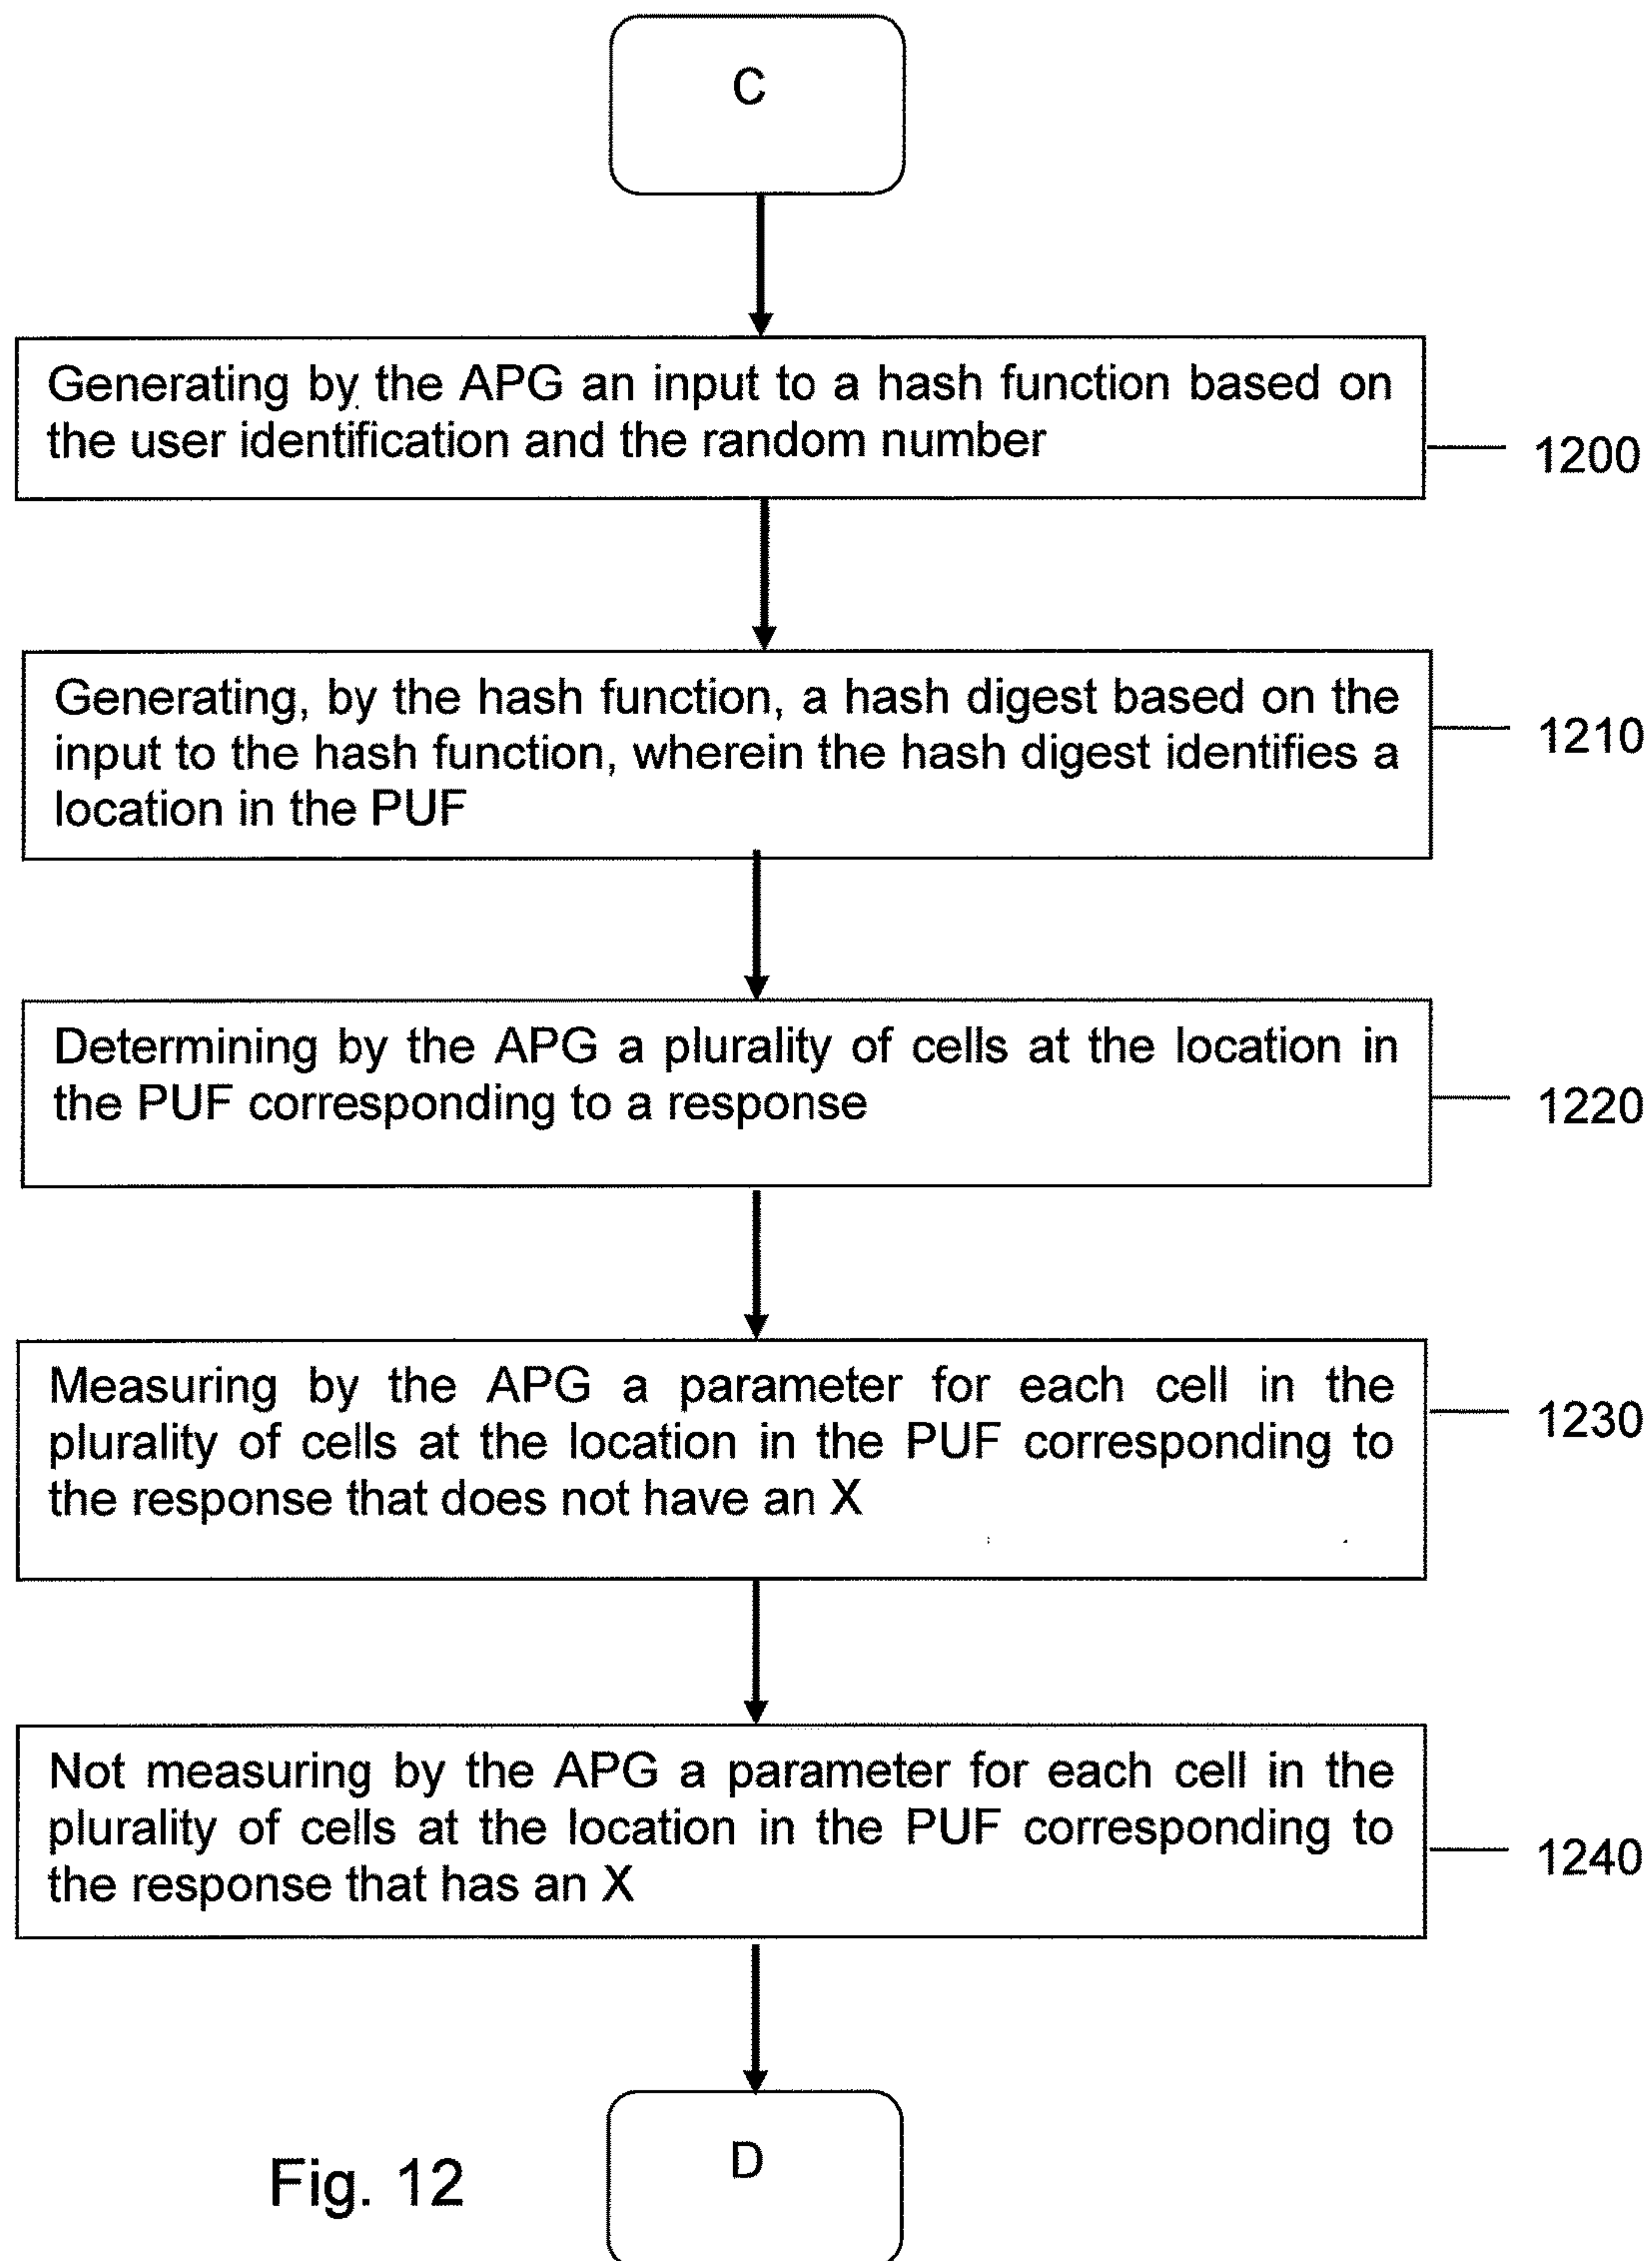 C
Generating by the APG an input to a hash function based on
the user identification and the random number
1200
Generating, by the hash function, a hash digest based on the
input to the hash function, wherein the hash digest identifies a
location in the PUF
1210
Determining by the APG a plurality of cells at the location in
the PUF corresponding to a response
1220
Measuring by the APG a parameter for each cell in the
plurality of cells at the location in the PUF corresponding to
the response that does not have an X
1230
Not measuring by the APG a parameter for each cell in the
plurality of cells at the location in the PUF corresponding to
the response that has an X
1240
D
Fig. 12